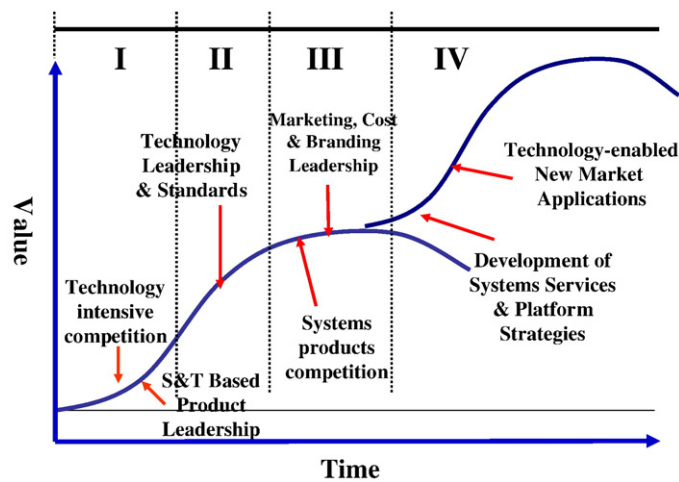 I
II
III
IV
Technology
Leadership
& Standards
Marketing, Cost
& Branding
Leadership
Technology-enabled
New Market
Applications
Value
Technology
intensive
competition
Systems
products
competition
Development of
Systems Services
& Platform
Strategies
S&T Based
Product
Leadership
Time